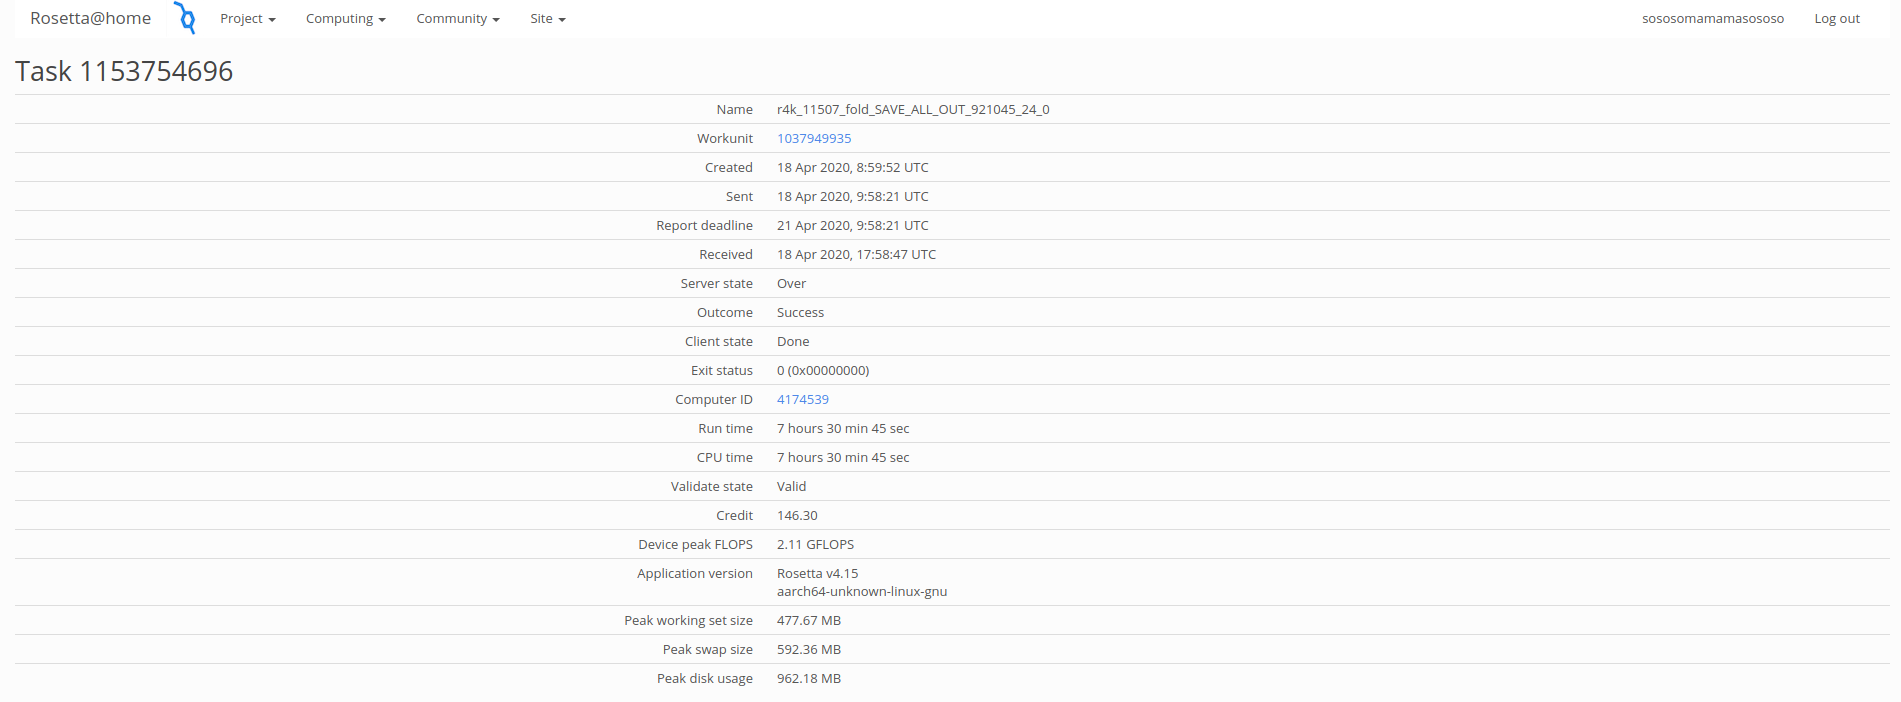 Rosetta@home Project Computing Community Site sososomamamasososo Log out
Task 1153754696
Name r4k_11507_fold_SAVE_ALL_OUT_921045_24_0
Workunit 1037949935
Created 18 Apr 2020, 8:59:52 UTC
Sent 18 Apr 2020, 9:58:21 UTC
Report deadline 21 Apr 2020, 9:58:21 UTC
Received 18 Apr 2020, 17:58:47 UTC
Server state Over
Outcome Success
Client state Done
Exit status 0 (0x00000000)
Computer ID 4174539
Run time 7 hours 30 min 45 sec
CPU time 7 hours 30 min 45 sec
Validate state Valid
Credit 146.30
Device peak FLOPS 2.11 GFLOPS
Application version Rosetta v4.15
aarch64-unknown-linux-gnu
Peak working set size 477.67 MB
Peak swap size 592.36 MB
Peak disk usage 962.18 MB